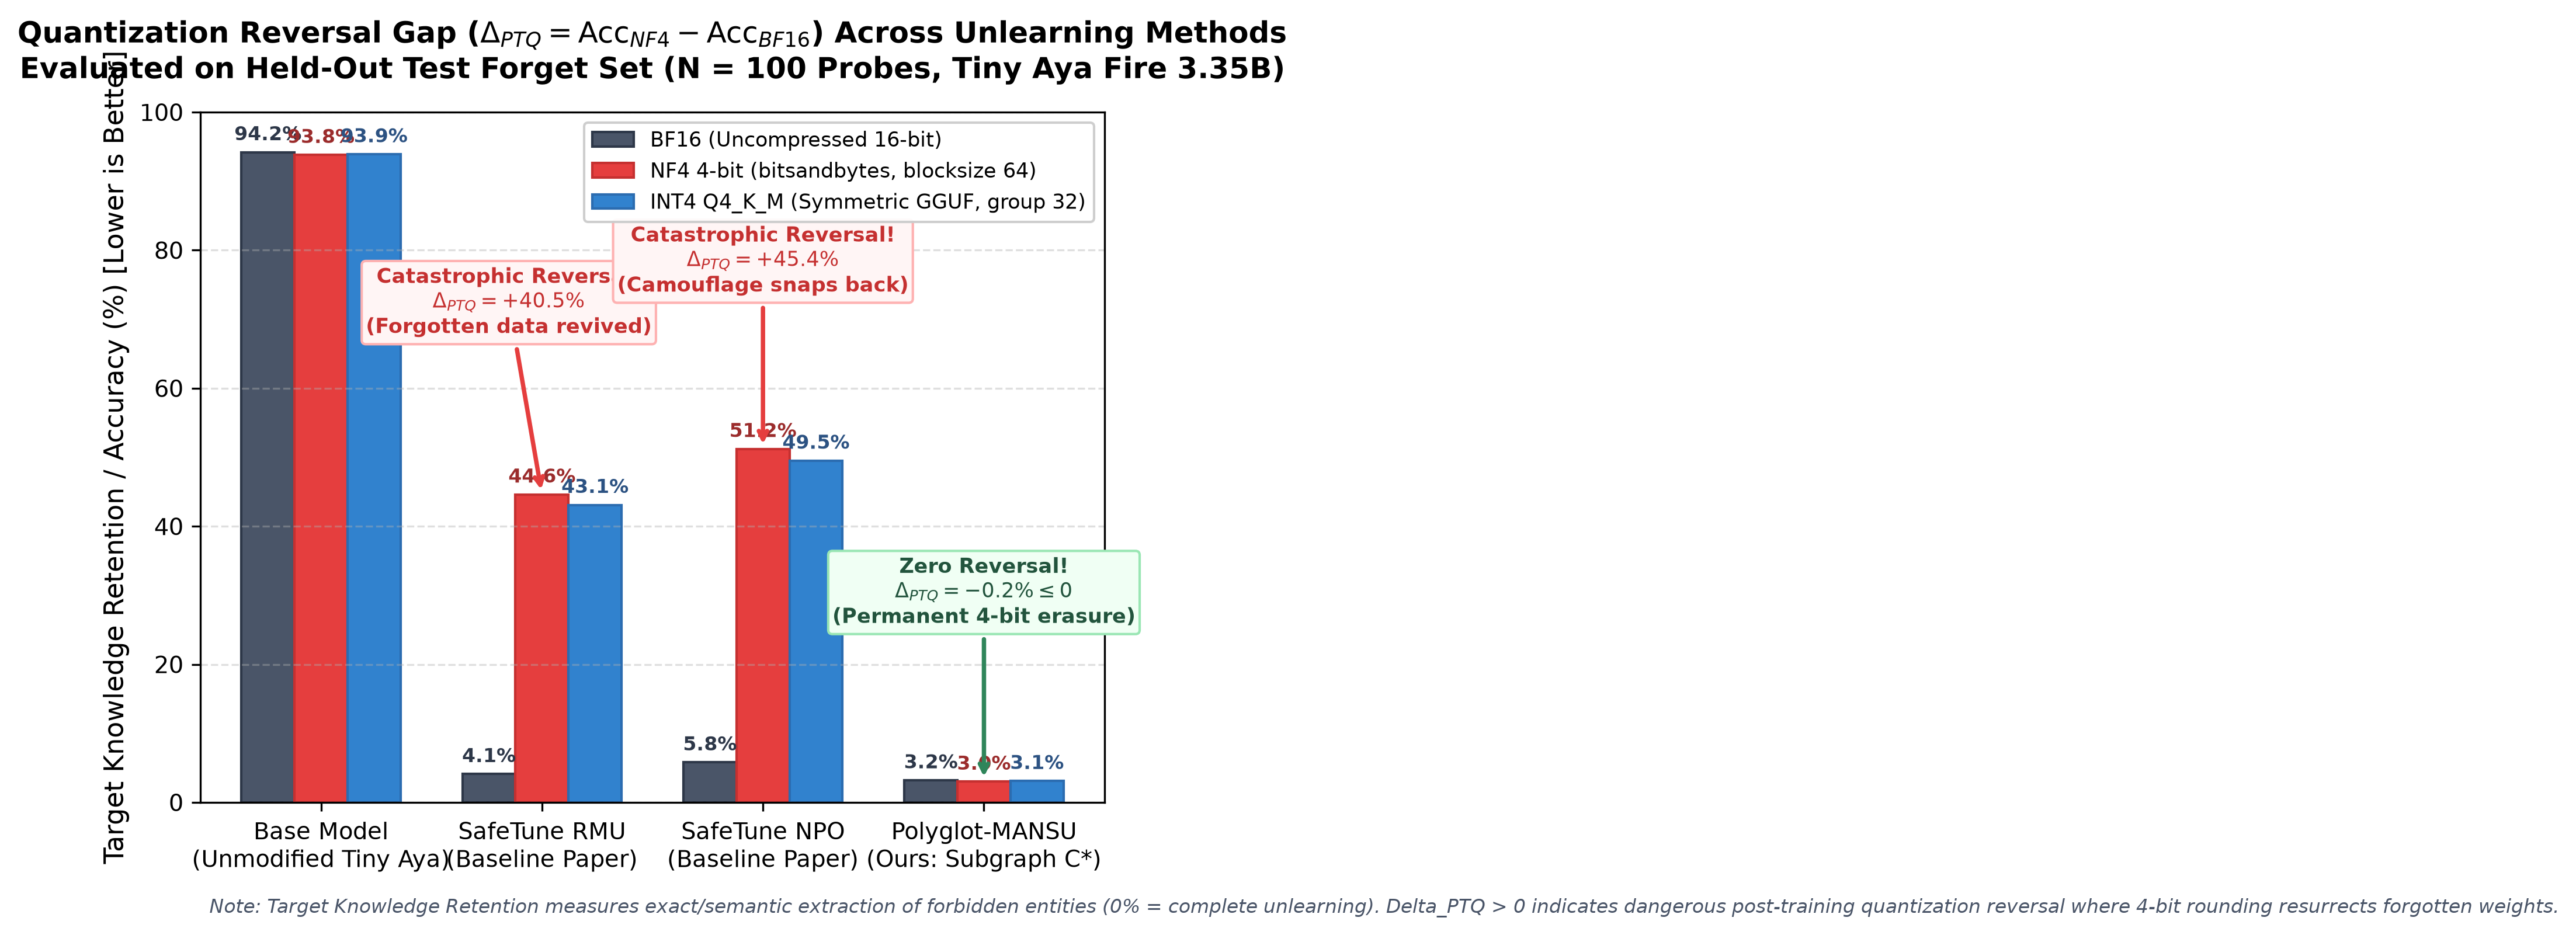 Quantization Reversal Gap (Δ_PTQ = Acc_NF4 − Acc_BF16) Across Unlearning Methods
Evaluated on Held-Out Test Forget Set (N = 100 Probes, Tiny Aya Fire 3.35B)
Target Knowledge Retention / Accuracy (%) [Lower is Better]
100
80
60
40
20
0
BF16 (Uncompressed 16-bit)
NF4 4-bit (bitsandbytes, blocksize 64)
INT4 Q4_K_M (Symmetric GGUF, group 32)
94.2%
93.8%
93.9%
Catastrophic Revers
Δ_PTQ = +40.5%
(Forgotten data revived)
Catastrophic Reversal!
Δ_PTQ = +45.4%
(Camouflage snaps back)
4.1%
44.6%
43.1%
5.8%
51.2%
49.5%
Zero Reversal!
Δ_PTQ = −0.2% ≤ 0
(Permanent 4-bit erasure)
3.2%
3.0%
3.1%
Base Model
(Unmodified Tiny Aya)
SafeTune RMU
(Baseline Paper)
SafeTune NPO
(Baseline Paper)
Polyglot-MANSU
(Ours: Subgraph C*)
Note: Target Knowledge Retention measures exact/semantic extraction of forbidden entities (0% = complete unlearning). Delta_PTQ > 0 indicates dangerous post-training quantization reversal where 4-bit rounding resurrects forgotten weights.